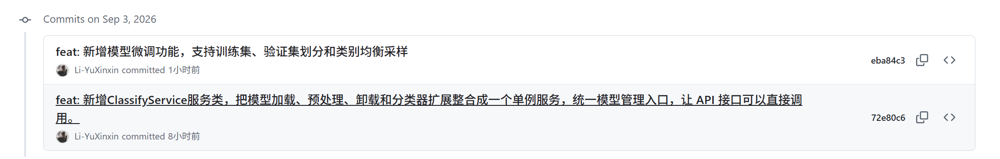 Commits on Sep 3, 2026
feat: 新增模型微调功能，支持训练集、验证集划分和类别均衡采样
Li-YuXinxin committed 1小时前
eba84c3
feat: 新增ClassifyService服务类，把模型加载、预处理、卸载和分类器扩展整合成一个单例服务，统一模型管理入口，让 API 接口可以直接调
用。
Li-YuXinxin committed 8小时前
72e80c6